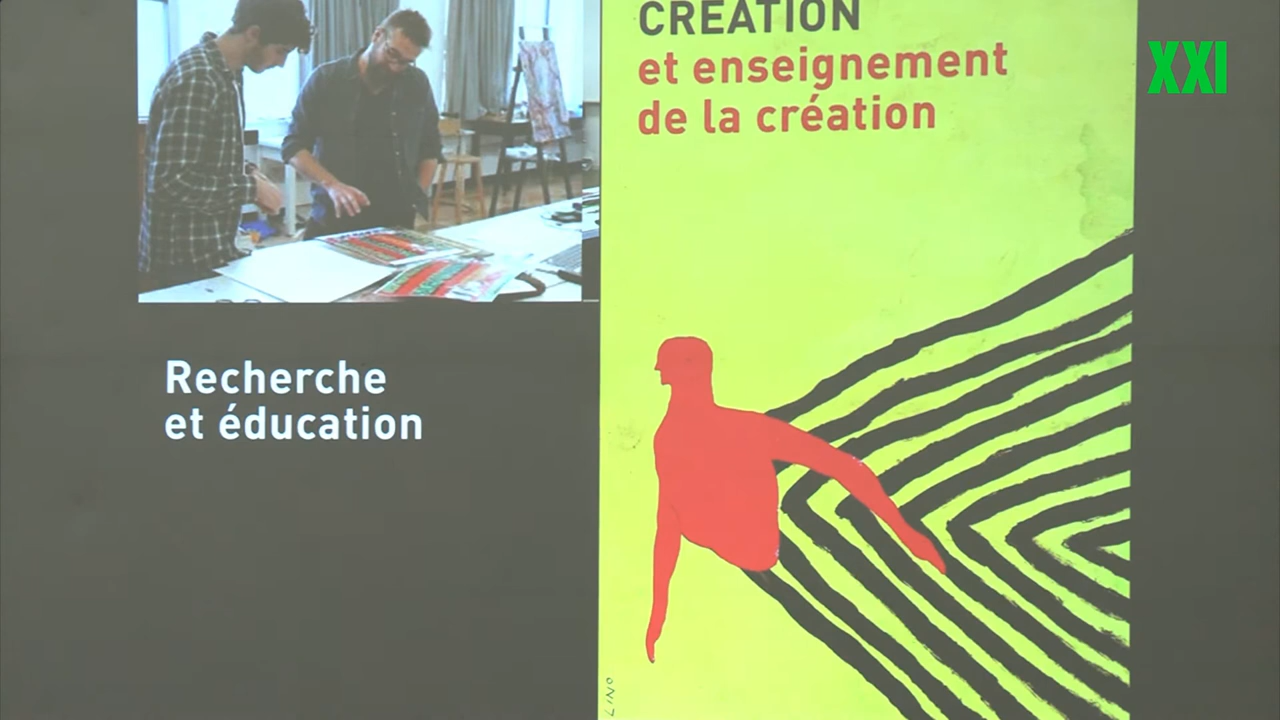 CRÉATION
et enseignement
de la création
XXI
Recherche
et éducation
LINO